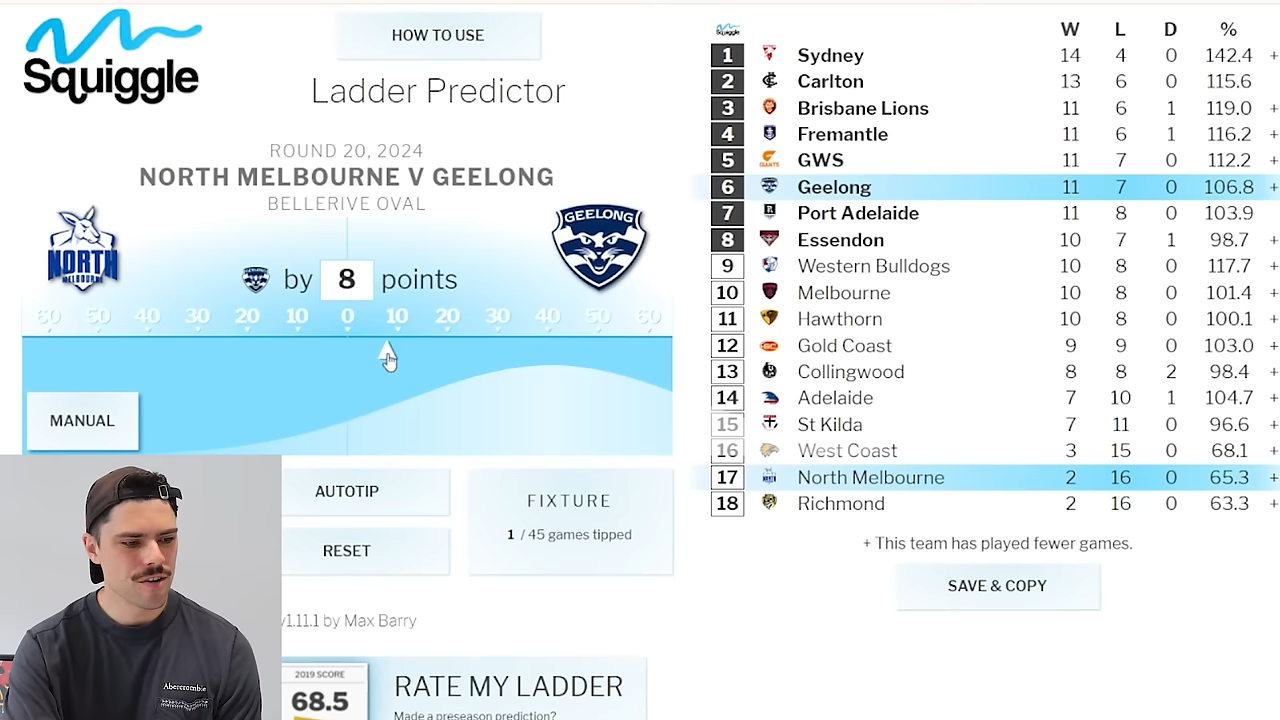 Squiggle
HOW TO USE
Ladder Predictor
ROUND 20, 2024
NORTH MELBOURNE V GEELONG
BELLERIVE OVAL
NORTH
MELBOURNE
GEELONG
by 8 points
60 50 40 30 20 10 0 10 20 30 40 50 60
MANUAL
AUTOTIP
RESET
FIXTURE
1 / 45 games tipped
v1.11.1 by Max Barry
2019 SCORE
68.5
RATE MY LADDER
Made a preseason prediction?
Abercrombie
Squiggle W L D %
1 Sydney 14 4 0 142.4 +
2 Carlton 13 6 0 115.6
3 Brisbane Lions 11 6 1 119.0 +
4 Fremantle 11 6 1 116.2 +
5 GWS 11 7 0 112.2 +
6 Geelong 11 7 0 106.8 +
7 Port Adelaide 11 8 0 103.9
8 Essendon 10 7 1 98.7 +
9 Western Bulldogs 10 8 0 117.7 +
10 Melbourne 10 8 0 101.4 +
11 Hawthorn 10 8 0 100.1 +
12 Gold Coast 9 9 0 103.0 +
13 Collingwood 8 8 2 98.4 +
14 Adelaide 7 10 1 104.7 +
15 St Kilda 7 11 0 96.6 +
16 West Coast 3 15 0 68.1 +
17 North Melbourne 2 16 0 65.3 +
18 Richmond 2 16 0 63.3 +
+ This team has played fewer games.
SAVE & COPY